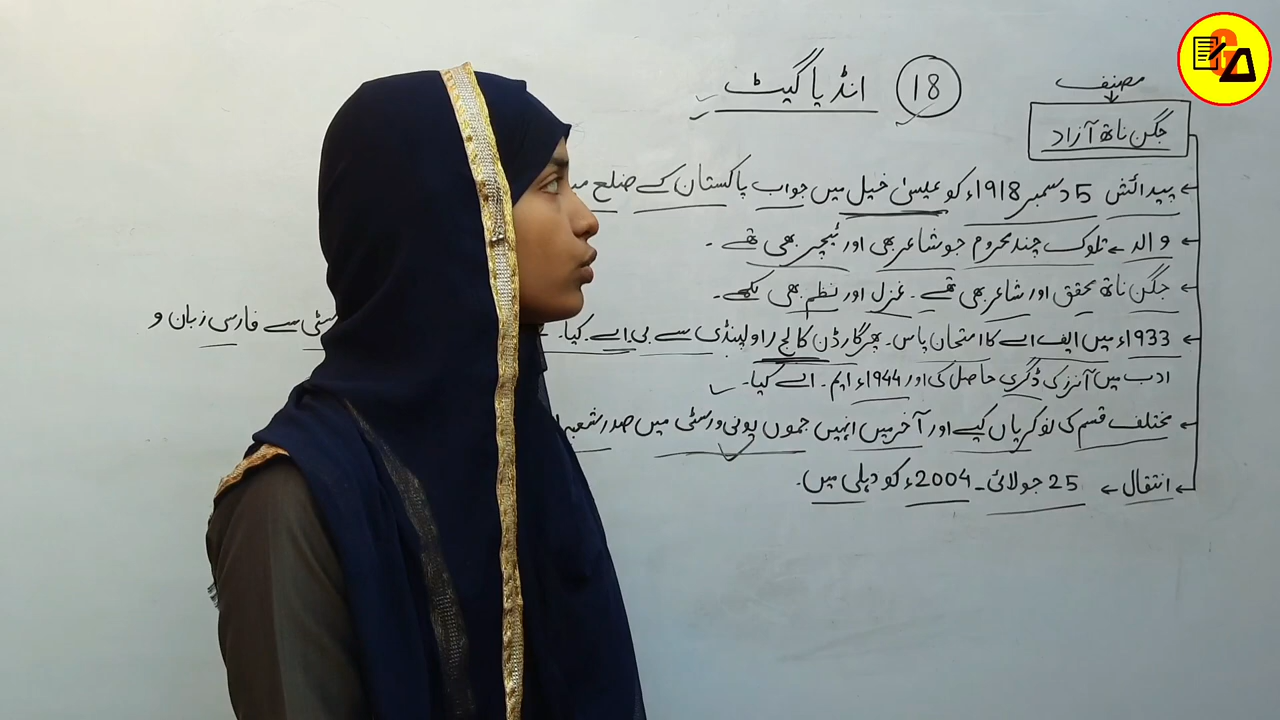 18 انڈیا گیٹ
مصنف
جگن ناتھ آزاد
پیدائش 5 دسمبر 1918ء کو عیسیٰ خیل میں جواب پاکستان کے ضلع
والد ← تلوک چند محروم جو شاعر بھی اور ٹیچر بھی تھے ۔
جگن ناتھ محقق اور شاعر بھی تھے ۔ غزل اور نظم بھی لکھے ۔
1933ء میں ایف اے کا امتحان پاس۔ پھر گارڈن کالج راولپنڈی سے بی اے۔ کیا۔ سے فارسی زبان و
ادب میں آنرز کی ڈگری حاصل کی اور 1944ء ایم ۔ اے کیا۔
مختلف قسم کی نوکریاں کیے اور آخر میں انہیں جموں یونی ورسٹی میں صدر شعبہ
انتقال ← 25 جولائی ۔ 2004ء کو دہلی میں۔